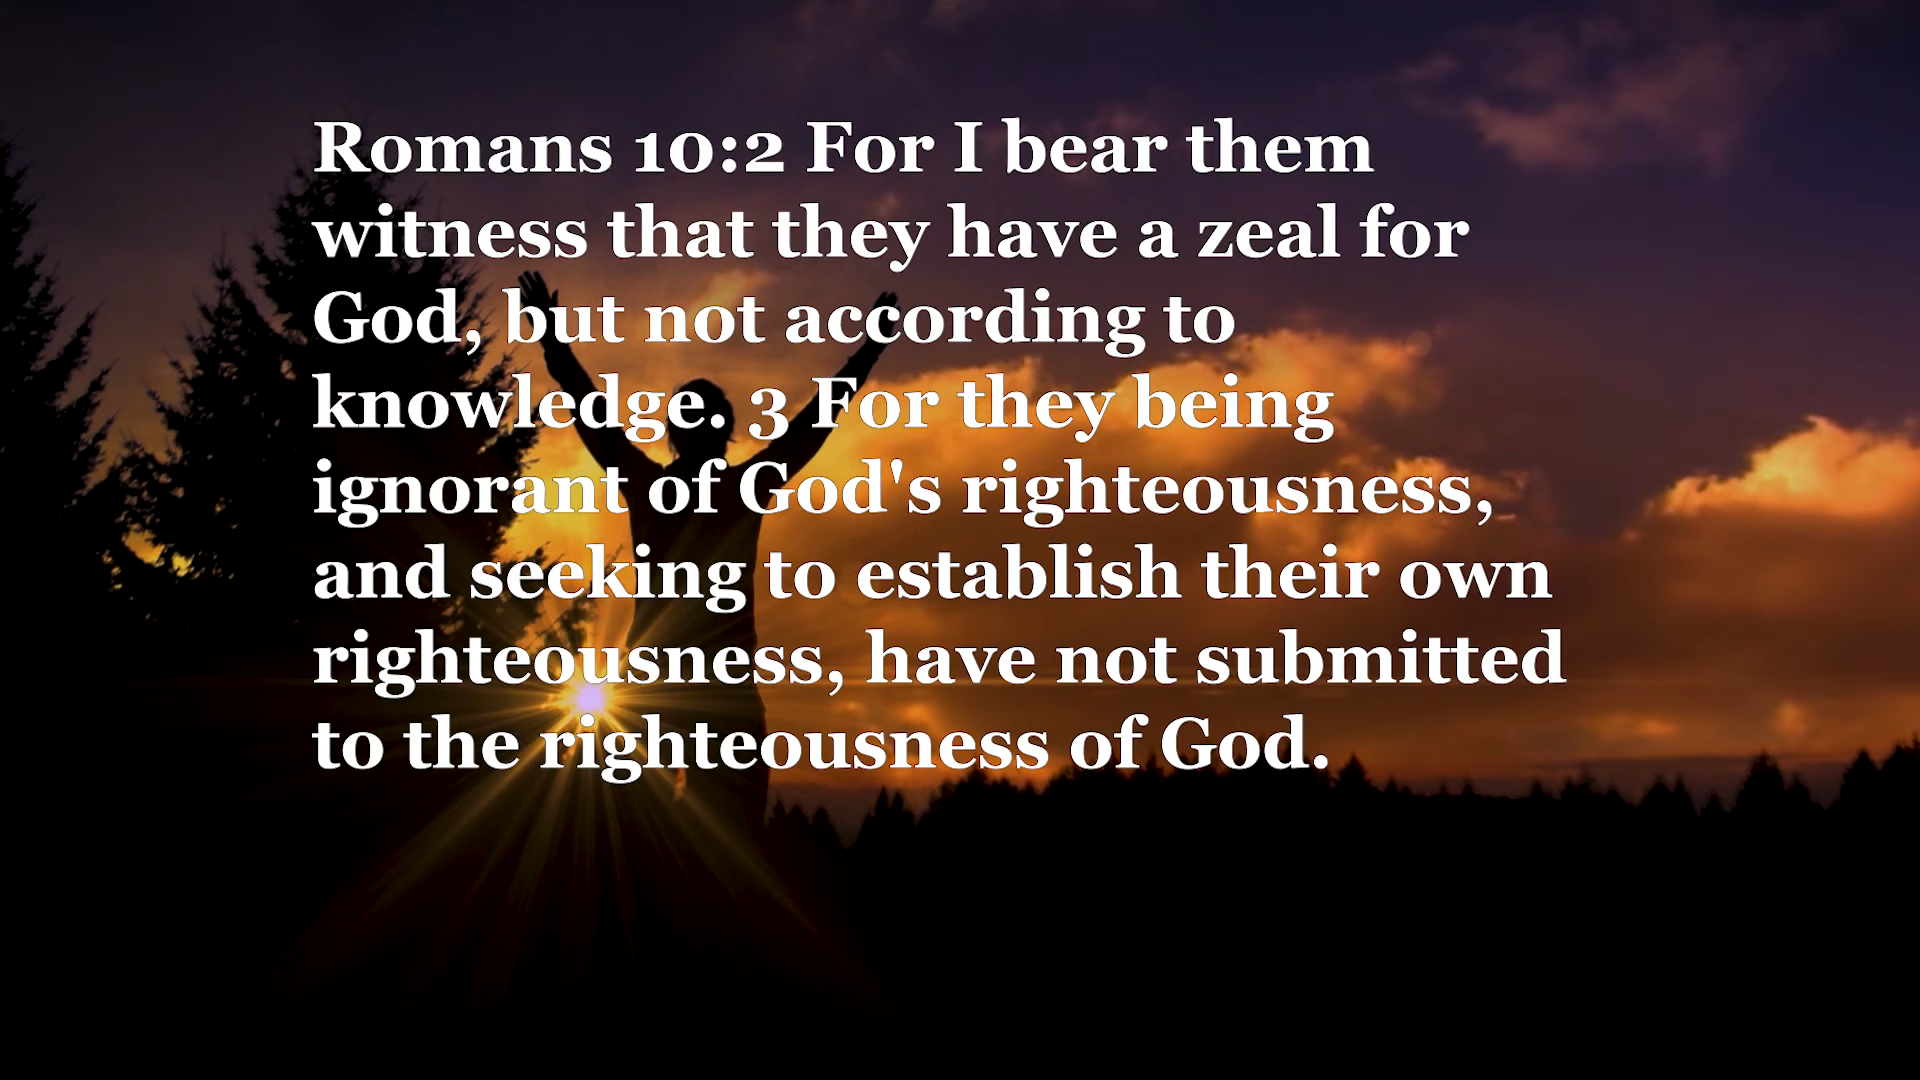 Romans 10:2 For I bear them
witness that they have a zeal for
God, but not according to
knowledge. 3 For they being
ignorant of God's righteousness,
and seeking to establish their own
righteousness, have not submitted
to the righteousness of God.